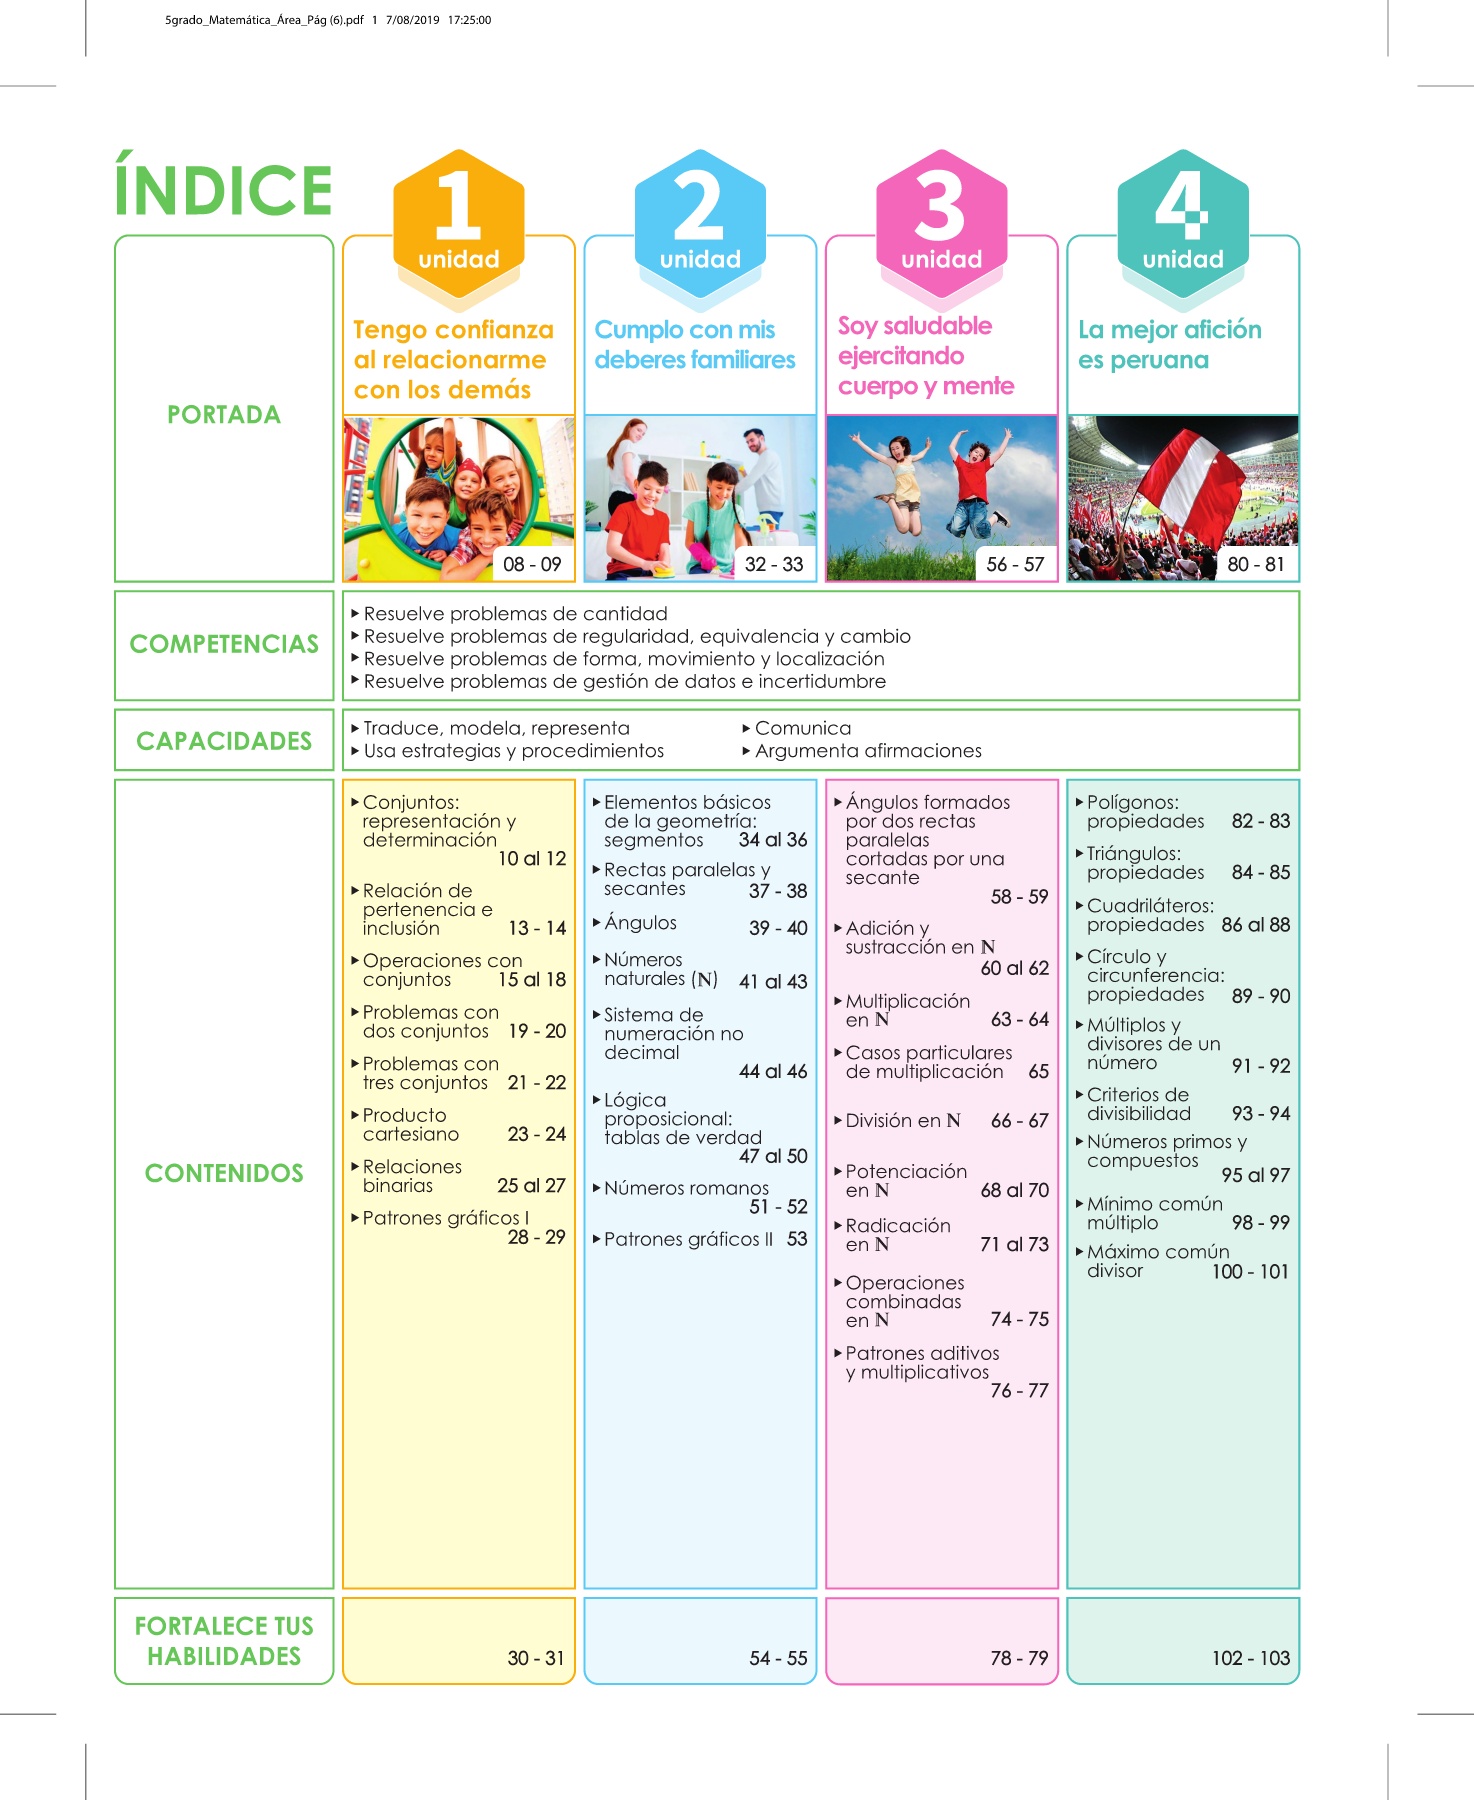 5grado_Matemática_Área_Pág (6).pdf   1   7/08/2019   17:25:00
ÍNDICE
1
unidad
2
unidad
3
unidad
4
unidad
PORTADA
Tengo confianza
al relacionarme
con los demás
08 - 09
Cumplo con mis
deberes familiares
32 - 33
Soy saludable
ejercitando
cuerpo y mente
56 - 57
La mejor afición
es peruana
80 - 81
COMPETENCIAS
Resuelve problemas de cantidad
Resuelve problemas de regularidad, equivalencia y cambio
Resuelve problemas de forma, movimiento y localización
Resuelve problemas de gestión de datos e incertidumbre
CAPACIDADES
Traduce, modela, representa
Usa estrategias y procedimientos
Comunica
Argumenta afirmaciones
CONTENIDOS
Conjuntos:
representación y
determinación
10 al 12
Relación de
pertenencia e
inclusión 13 - 14
Operaciones con
conjuntos 15 al 18
Problemas con
dos conjuntos 19 - 20
Problemas con
tres conjuntos 21 - 22
Producto
cartesiano 23 - 24
Relaciones
binarias 25 al 27
Patrones gráficos I
28 - 29
Elementos básicos
de la geometría:
segmentos 34 al 36
Rectas paralelas y
secantes 37 - 38
Ángulos 39 - 40
Números
naturales (N) 41 al 43
Sistema de
numeración no
decimal
44 al 46
Lógica
proposicional:
tablas de verdad
47 al 50
Números romanos
51 - 52
Patrones gráficos II 53
Ángulos formados
por dos rectas
paralelas
cortadas por una
secante
58 - 59
Adición y
sustracción en N
60 al 62
Multiplicación
en N 63 - 64
Casos particulares
de multiplicación 65
División en N 66 - 67
Potenciación
en N 68 al 70
Radicación
en N 71 al 73
Operaciones
combinadas
en N 74 - 75
Patrones aditivos
y multiplicativos
76 - 77
Polígonos:
propiedades 82 - 83
Triángulos:
propiedades 84 - 85
Cuadriláteros:
propiedades 86 al 88
Círculo y
circunferencia:
propiedades 89 - 90
Múltiplos y
divisores de un
número 91 - 92
Criterios de
divisibilidad 93 - 94
Números primos y
compuestos
95 al 97
Mínimo común
múltiplo 98 - 99
Máximo común
divisor 100 - 101
FORTALECE TUS
HABILIDADES
30 - 31
54 - 55
78 - 79
102 - 103